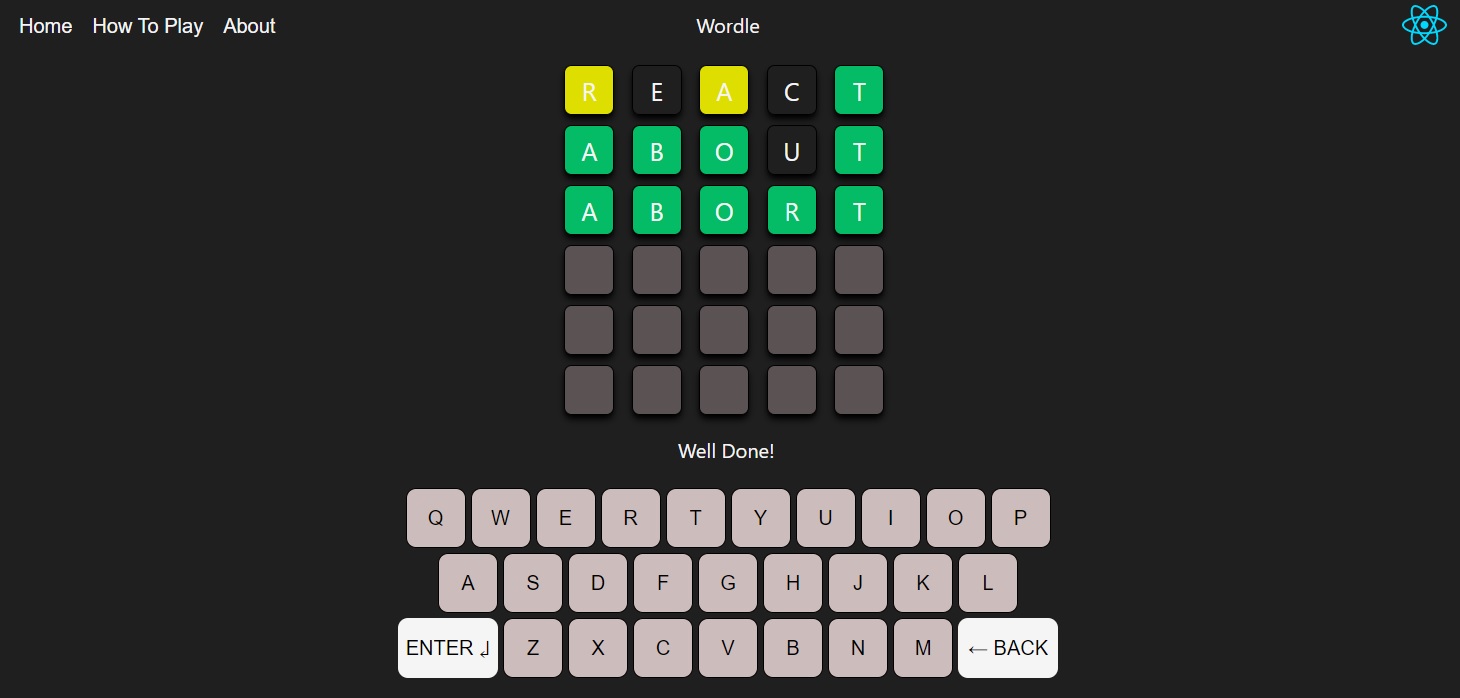 Home How To Play About Wordle
R E A C T
A B O U T
A B O R T
Well Done!
Q W E R T Y U I O P
A S D F G H J K L
ENTER ↲ Z X C V B N M ← BACK